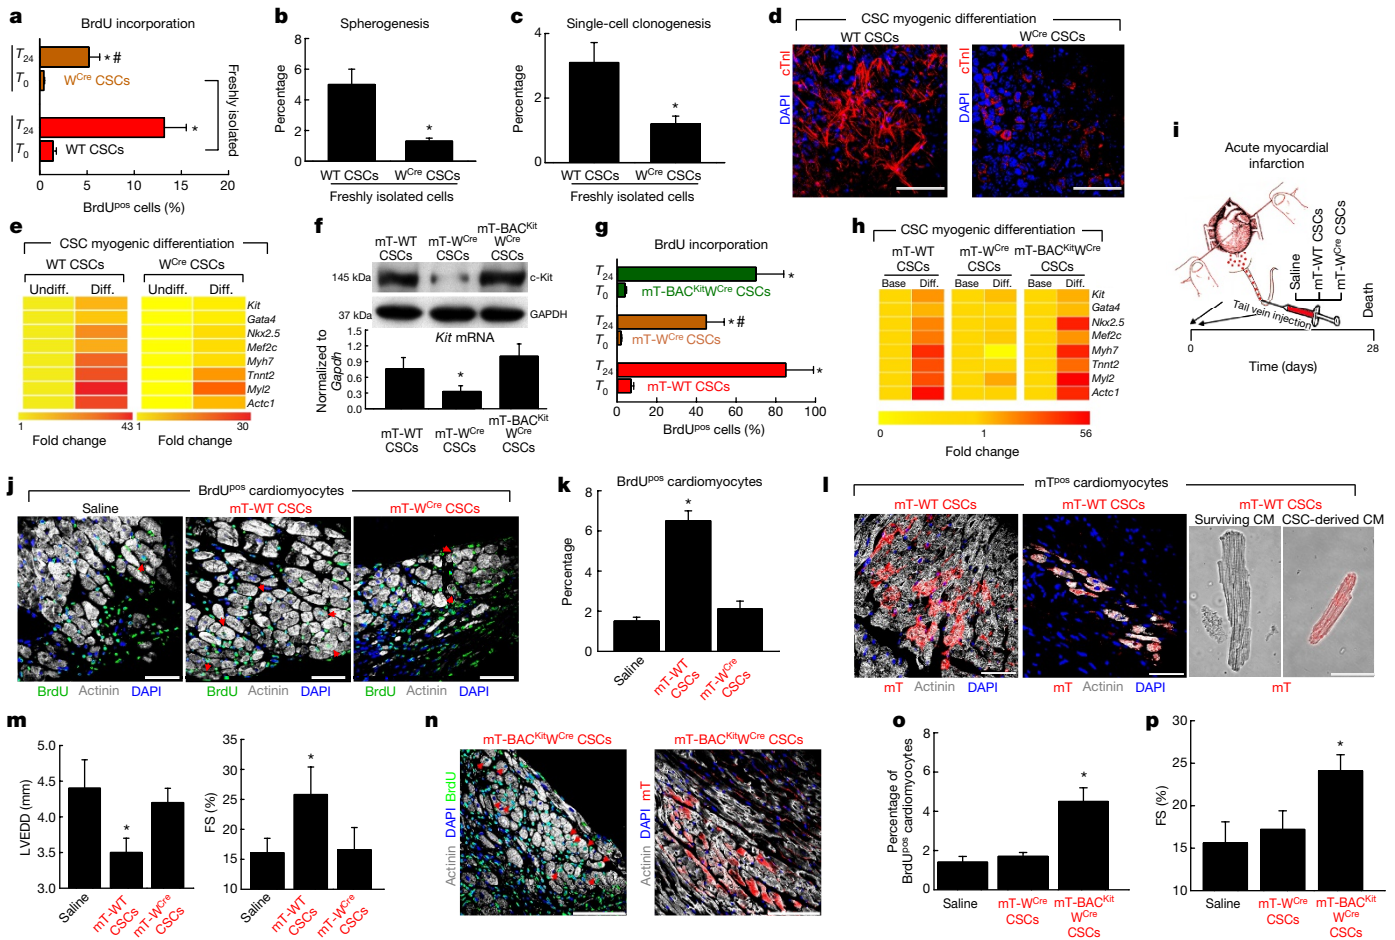 a
BrdU incorporation
T24
* #
T0
WCre CSCs
T24
*
T0
WT CSCs
Freshly isolated
0 5 10 15 20
BrdUpos cells (%)
b
Spherogenesis
Percentage
8
6
4
2
0
*
WT CSCs WCre CSCs
Freshly isolated cells
c
Single-cell clonogenesis
Percentage
4
2
0
*
WT CSCs WCre CSCs
Freshly isolated cells
d
CSC myogenic differentiation
WT CSCs WCre CSCs
DAPI cTnI
DAPI cTnI
e
CSC myogenic differentiation
WT CSCs WCre CSCs
Undiff. Diff. Undiff. Diff.
Kit
Gata4
Nkx2.5
Mef2c
Myh7
Tnnt2
Myl2
Actc1
1 43 1 30
Fold change Fold change
f
mT-WT CSCs
mT-WCre CSCs
mT-BACKit WCre CSCs
145 kDa
c-Kit
37 kDa
GAPDH
Kit mRNA
Normalized to Gapdh
1.5
1.2
0.9
0.6
0.3
0
*
mT-WT CSCs
mT-WCre CSCs
mT-BACKit WCre CSCs
g
BrdU incorporation
T24
*
T0
mT-BACKitWCre CSCs
T24
* #
T0
mT-WCre CSCs
T24
*
T0
mT-WT CSCs
0 20 40 60 80 100
BrdUpos cells (%)
h
CSC myogenic differentiation
mT-WT CSCs
mT-WCre CSCs
mT-BACKitWCre CSCs
Base Diff. Base Diff. Base Diff.
Kit
Gata4
Nkx2.5
Mef2c
Myh7
Tnnt2
Myl2
Actc1
0 1 56
Fold change
i
Acute myocardial
infarction
Saline
mT-WT CSCs
mT-WCre CSCs
Tail vein injection
Death
0 28
Time (days)
j
BrdUpos cardiomyocytes
Saline mT-WT CSCs mT-WCre CSCs
BrdU Actinin DAPI BrdU Actinin DAPI BrdU Actinin DAPI
k
BrdUpos cardiomyocytes
Percentage
8
6
4
2
0
*
Saline
mT-WT CSCs
mT-WCre CSCs
l
mTpos cardiomyocytes
mT-WT CSCs mT-WT CSCs mT-WT CSCs
Surviving CM CSC-derived CM
mT Actinin DAPI mT Actinin DAPI mT
m
LVEDD (mm)
5.0
4.5
4.0
3.5
3.0
*
Saline
mT-WT CSCs
mT-WCre CSCs
FS (%)
35
30
25
20
15
10
*
Saline
mT-WT CSCs
mT-WCre CSCs
n
mT-BACKitWCre CSCs mT-BACKitWCre CSCs
Actinin DAPI BrdU
Actinin DAPI mT
o
Percentage of
BrdUpos cardiomyocytes
8
6
4
2
0
*
Saline
mT-WCre CSCs
mT-BACKit WCre CSCs
p
FS (%)
30
25
20
15
10
*
Saline
mT-WCre CSCs
mT-BACKit WCre CSCs